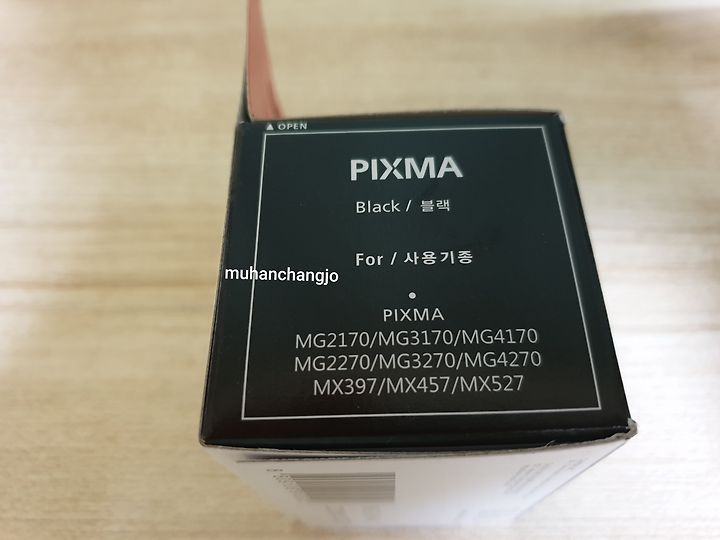 ▲ OPEN
PIXMA
Black / 블랙
For / 사용기종
muhanchangjo
•
PIXMA
MG2170/MG3170/MG4170
MG2270/MG3270/MG4270
MX397/MX457/MX527